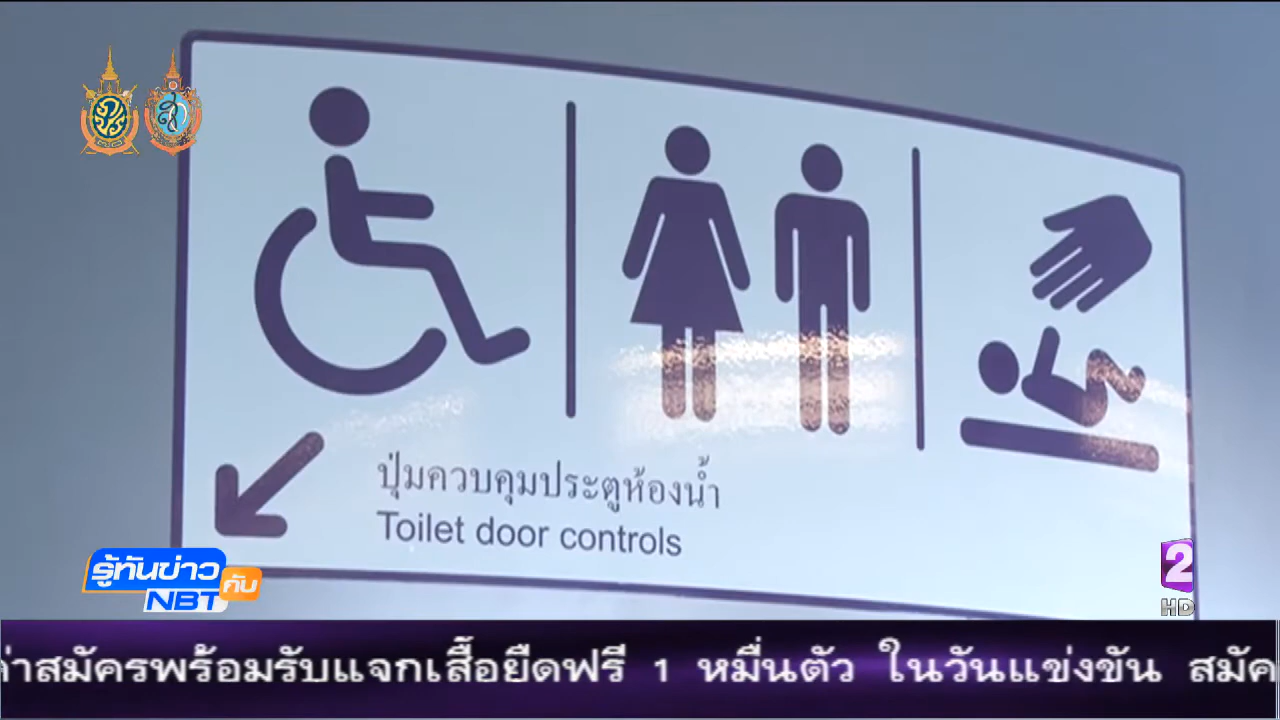 ปุ่มควบคุมประตูห้องน้ำ
Toilet door controls
รู้ทันข่าว
กับ
NBT
2
HD
ค่าสมัครพร้อมรับแจกเสื้อยืดฟรี 1 หมื่นตัว ในวันแข่งขัน สมัค